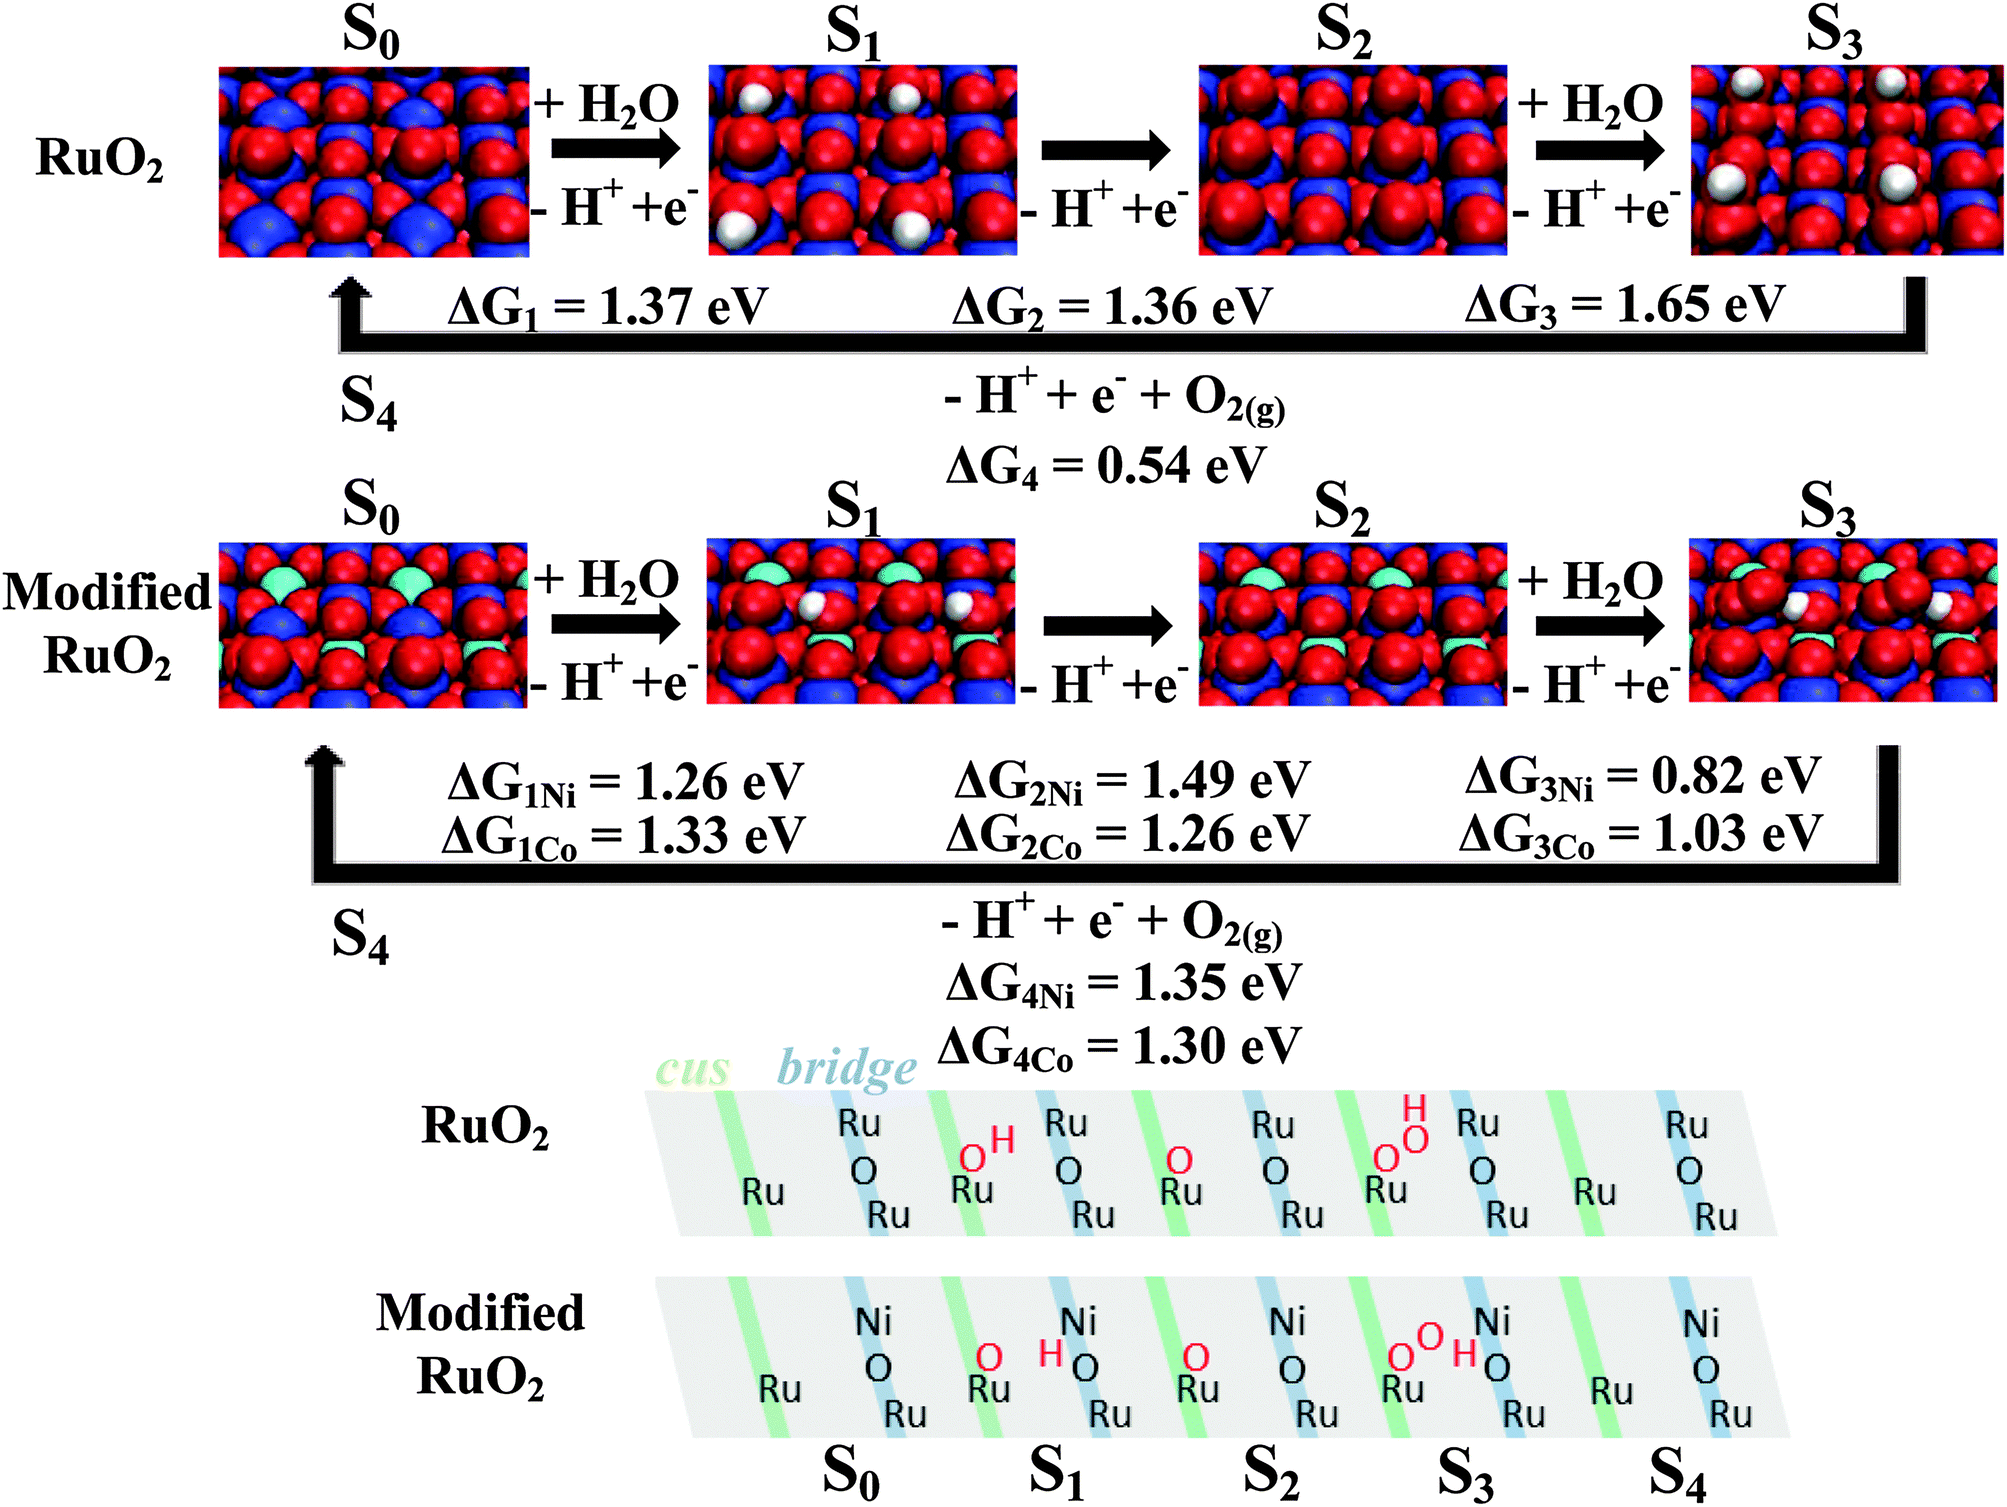 S0 S1 S2 S3
RuO2
+ H2O
- H+ +e-
- H+ +e-
+ H2O
- H+ +e-
ΔG1 = 1.37 eV
ΔG2 = 1.36 eV
ΔG3 = 1.65 eV
S4
- H+ + e- + O2(g)
ΔG4 = 0.54 eV
S0 S1 S2 S3
Modified
RuO2
+ H2O
- H+ +e-
- H+ +e-
+ H2O
- H+ +e-
ΔG1Ni = 1.26 eV
ΔG1Co = 1.33 eV
ΔG2Ni = 1.49 eV
ΔG2Co = 1.26 eV
ΔG3Ni = 0.82 eV
ΔG3Co = 1.03 eV
S4
- H+ + e- + O2(g)
ΔG4Ni = 1.35 eV
ΔG4Co = 1.30 eV
cus bridge
RuO2
Ru Ru Ru H Ru Ru
O H O O
O O O O O O O
Ru Ru Ru Ru Ru
Ru Ru Ru Ru Ru
Modified
RuO2
Ni Ni Ni O Ni Ni
O O H O O O O O H O O
Ru Ru Ru Ru Ru
Ru Ru Ru Ru Ru
S0 S1 S2 S3 S4